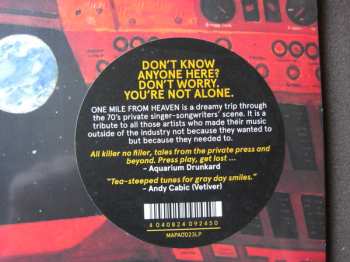 DON'T KNOW
ANYONE HERE?
DON'T WORRY,
YOU'RE NOT ALONE.
ONE MILE FROM HEAVEN is a dreamy trip through
the 70's private singer-songwriters' scene. It is a
tribute to all those artists who made their music
outside of the industry not because they wanted to
but because they needed to.
All killer no filler, tales from the private press and
beyond. Press play, get lost ...
– Aquarium Drunkard
"Tea-steeped tunes for gray day smiles."
– Andy Cabic (Vetiver)
4 040824 092450
MAPA0023LP